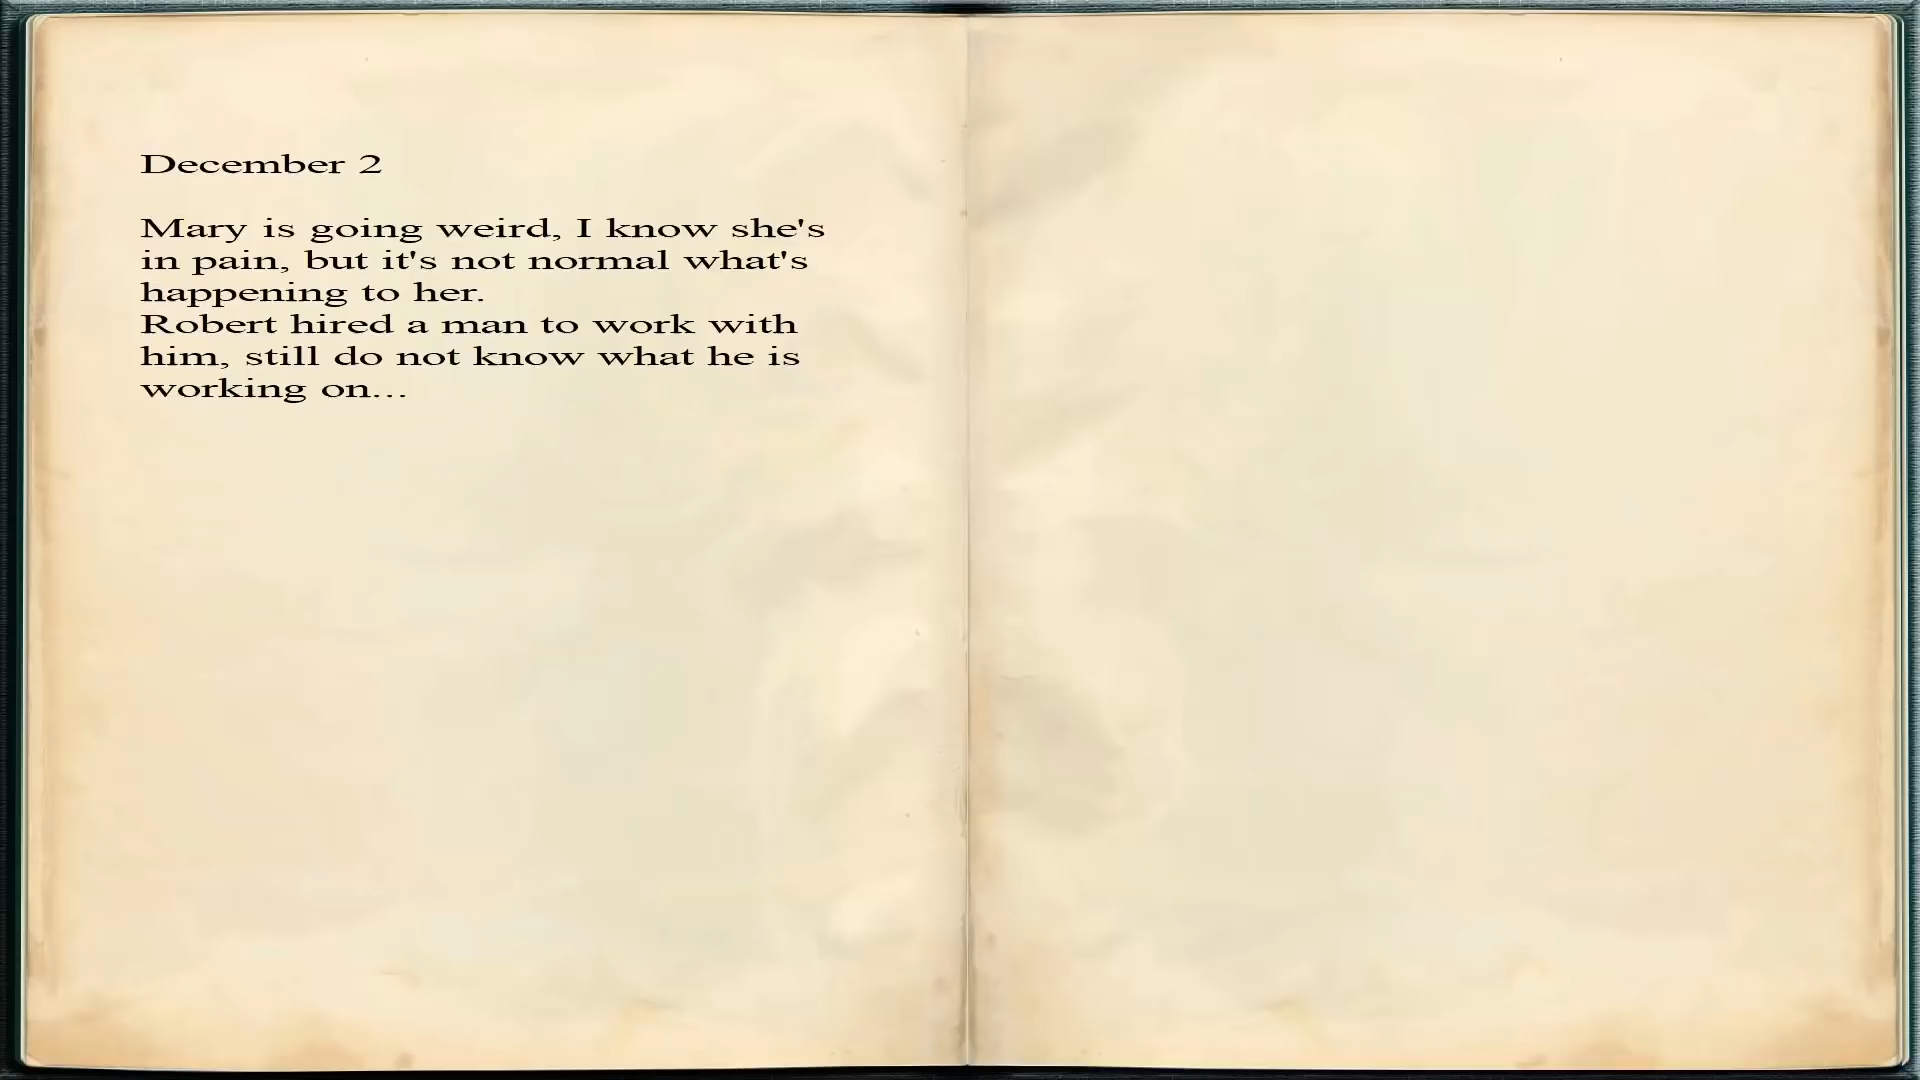 December 2
Mary is going weird, I know she's
in pain, but it's not normal what's
happening to her.
Robert hired a man to work with
him, still do not know what he is
working on...